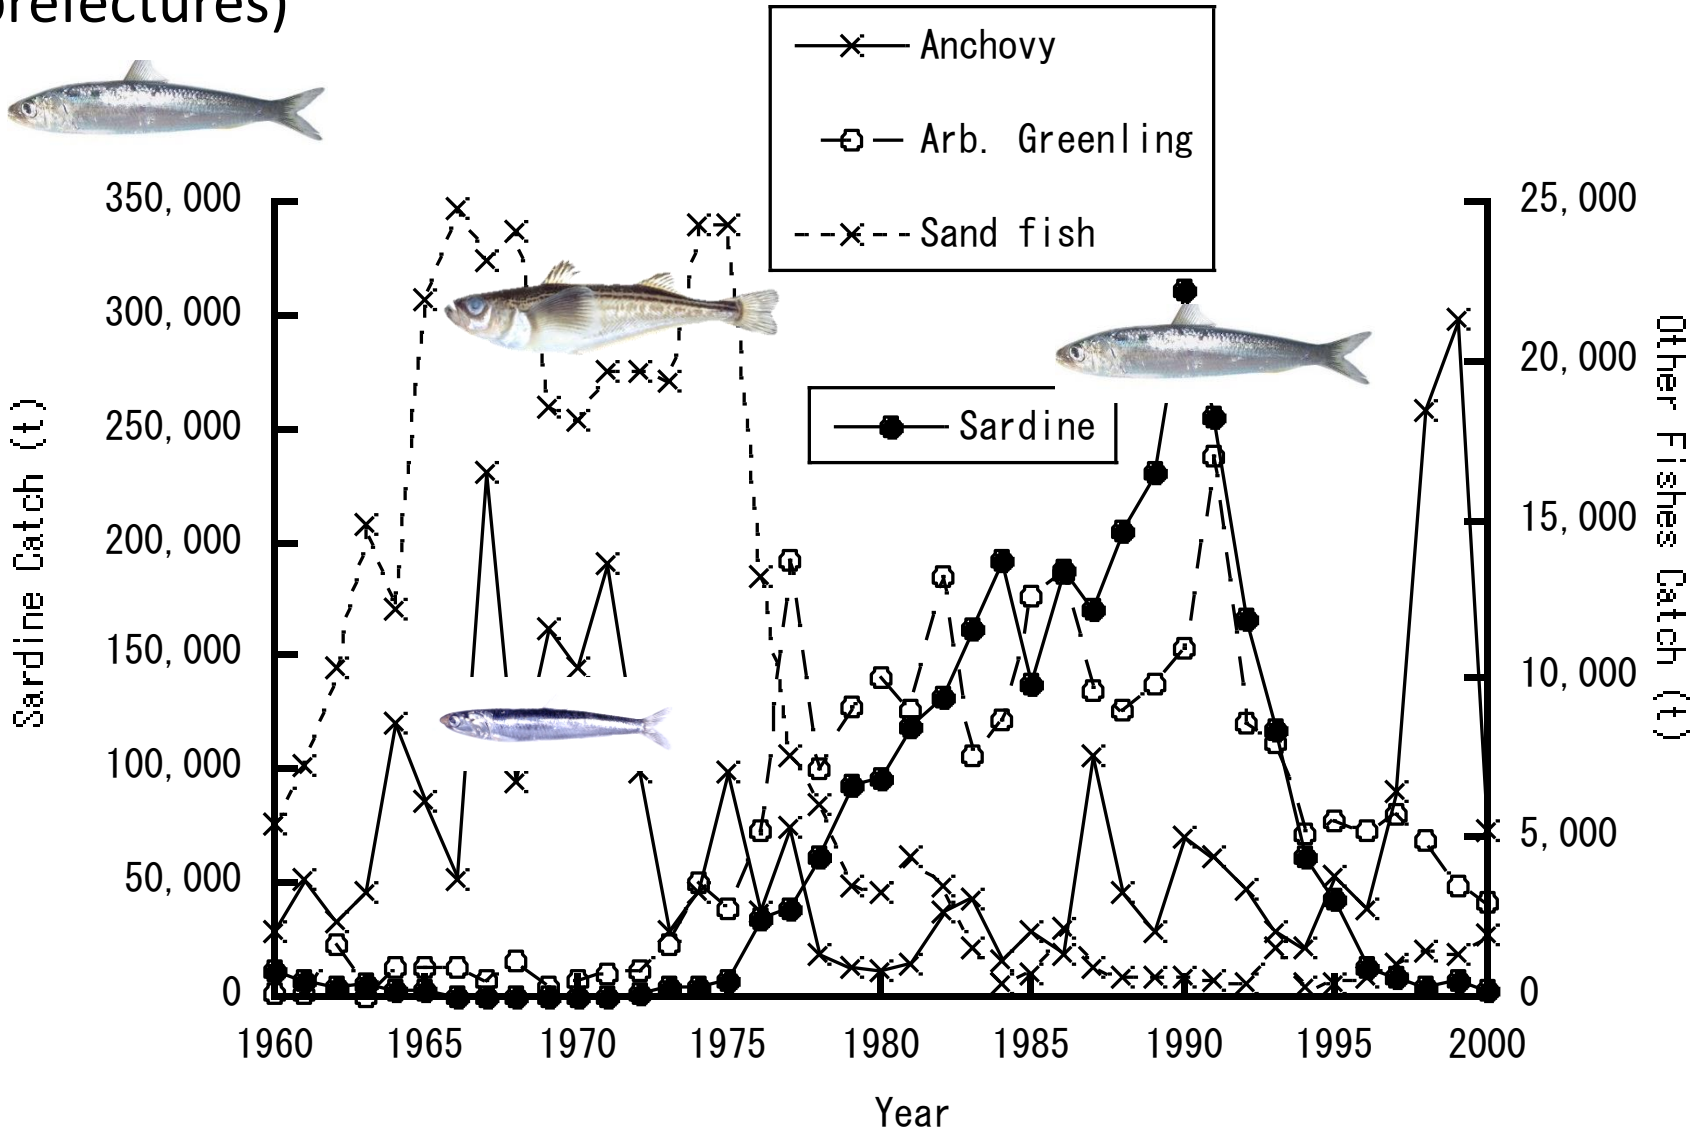 prefectures)
Anchovy
Arb. Greenling
Sand fish
Sardine
350,000
300,000
250,000
200,000
150,000
100,000
50,000
0
Sardine Catch (t)
25,000
20,000
15,000
10,000
5,000
0
Other Fishes Catch (t)
1960 1965 1970 1975 1980 1985 1990 1995 2000
Year